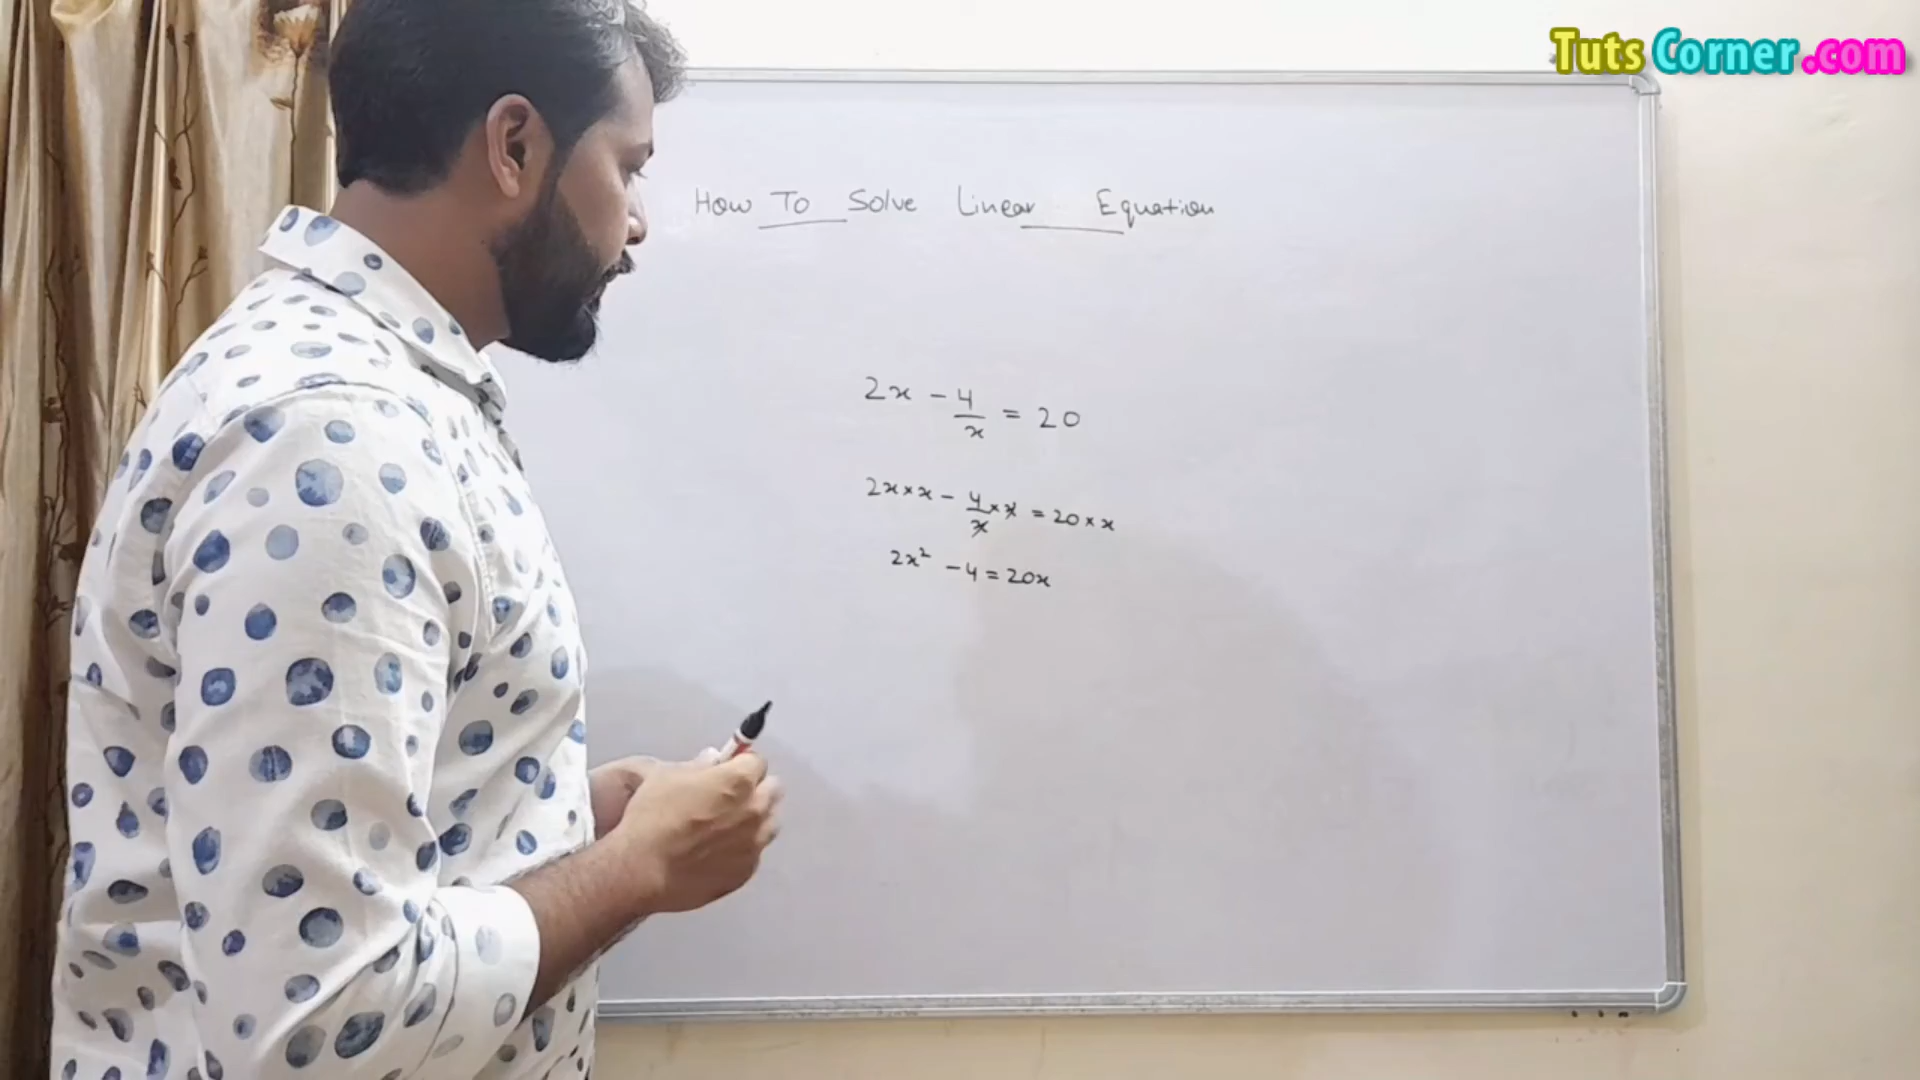 Tuts Corner.com
How To Solve Linear Equation
2x - 4/x = 20
2x × x - 4/x × x = 20 × x
2x² - 4 = 20x